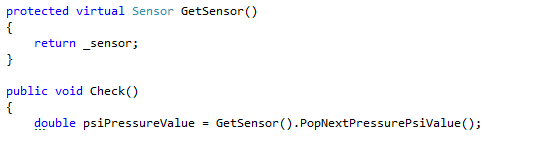 protected virtual Sensor GetSensor()
{
    return _sensor;
}

public void Check()
{
    double psiPressureValue = GetSensor().PopNextPressurePsiValue();